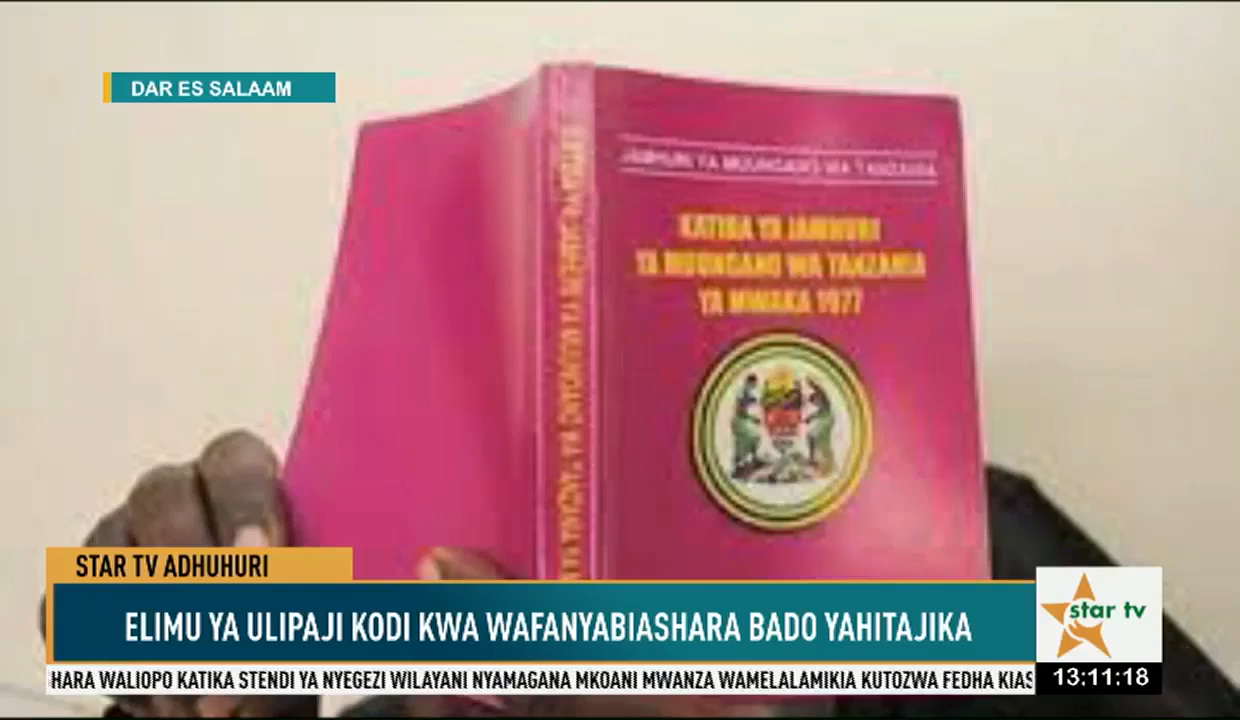 DAR ES SALAAM
JAMHURI YA MUUNGANO WA TANZANIA
KATIBA YA JAMHURI
YA MUUNGANO WA TANZANIA
YA MWAKA 1977
STAR TV ADHUHURI
ELIMU YA ULIPAJI KODI KWA WAFANYABIASHARA BADO YAHITAJIKA
star tv
HARA WALIOPO KATIKA STENDI YA NYEGEZI WILAYANI NYAMAGANA MKOANI MWANZA WAMELALAMIKIA KUTOZWA FEDHA KIAS
13:11:18